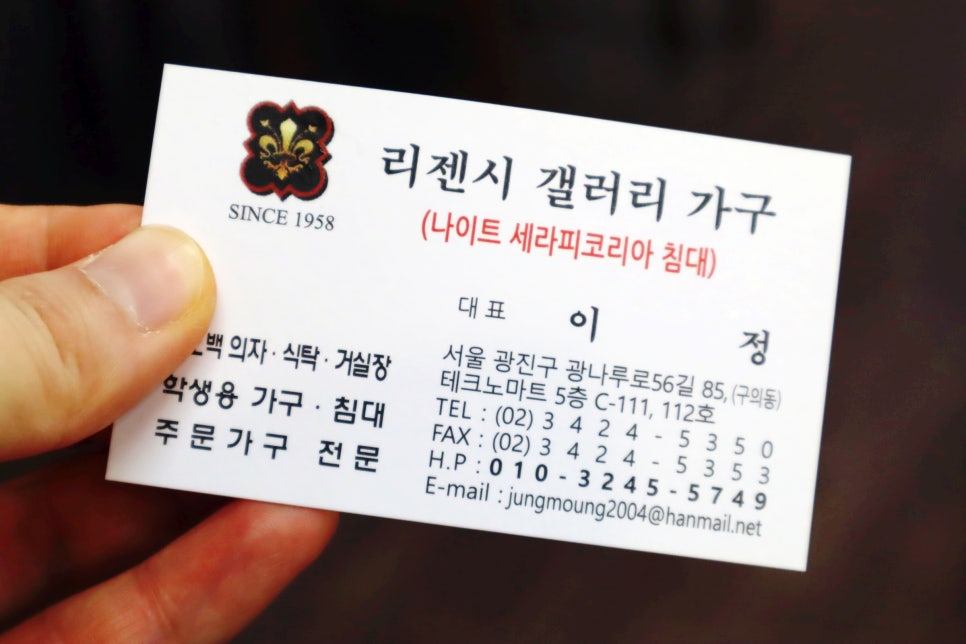 SINCE 1958
리젠시 갤러리 가구
(나이트 세라피코리아 침대)
대표 이 정
의자 · 식탁 · 거실장
학생용 가구 · 침대
주문가구 전문
서울 광진구 광나루로56길 85, (구의동)
테크노마트 5층 C-111, 112호
TEL : (02) 3424-5350
FAX : (02) 3424-5353
H.P : 010-3245-5749
E-mail : jungmoung2004@hanmail.net